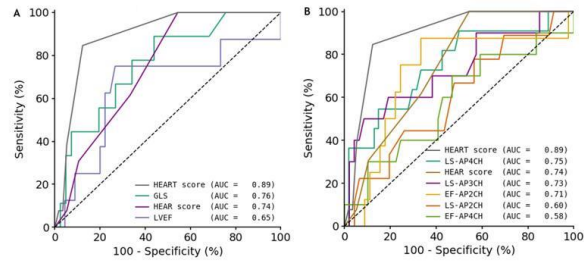 A
Sensitivity (%)
100
80
60
40
20
0
HEART score (AUC = 0.89)
GLS (AUC = 0.76)
HEAR score (AUC = 0.74)
LVEF (AUC = 0.65)
0 20 40 60 80 100
100 - Specificity (%)
B
Sensitivity (%)
100
80
60
40
20
0
HEART score (AUC = 0.89)
LS-AP4CH (AUC = 0.75)
HEAR score (AUC = 0.74)
LS-AP3CH (AUC = 0.73)
EF-AP2CH (AUC = 0.71)
LS-AP2CH (AUC = 0.60)
EF-AP4CH (AUC = 0.58)
0 20 40 60 80 100
100 - Specificity (%)